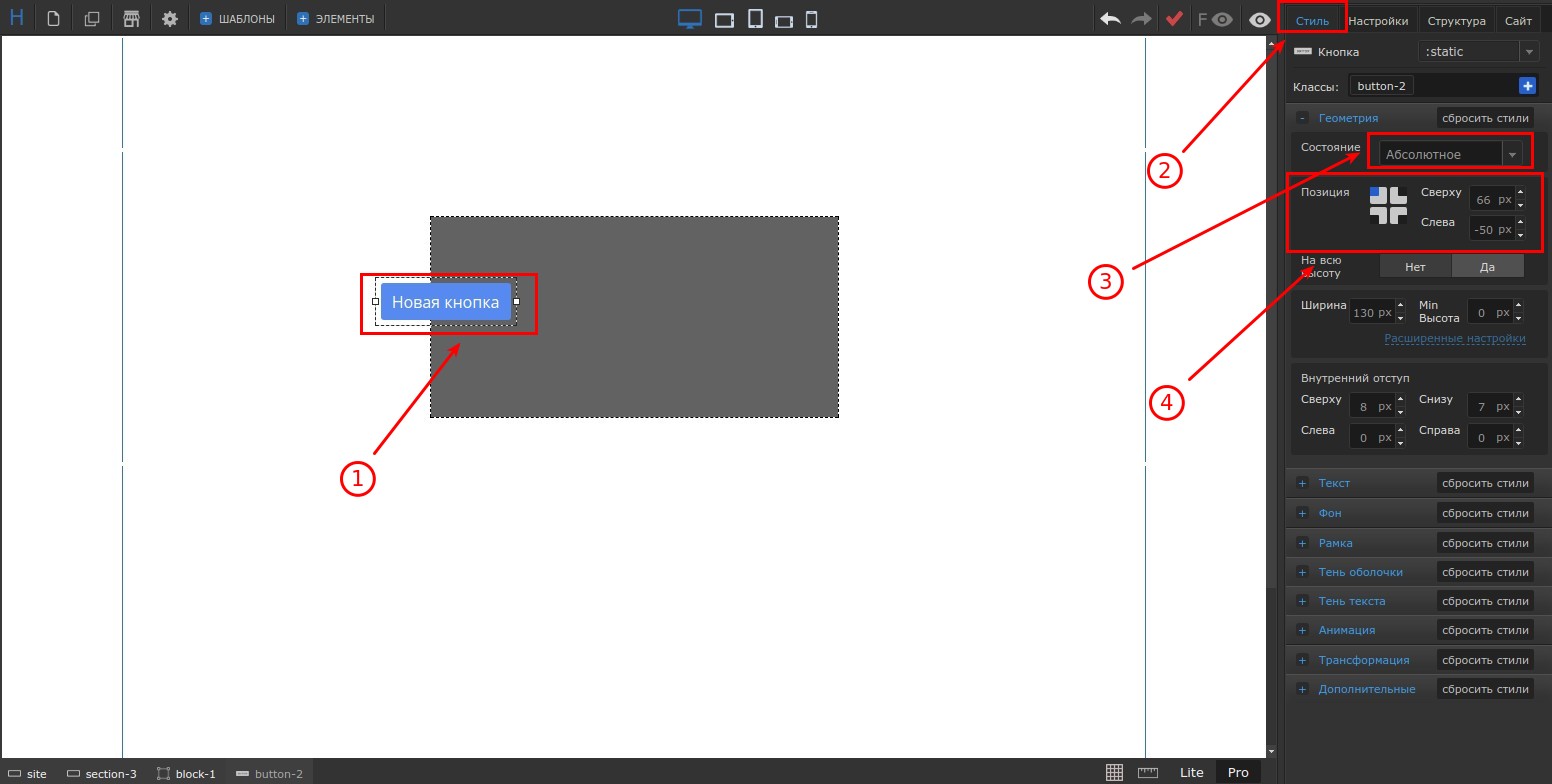 H
ШАБЛОНЫ
ЭЛЕМЕНТЫ
F
Стиль Настройки Структура Сайт
Кнопка :static
Классы: button-2
- Геометрия сбросить стили
Состояние Абсолютное
2
Позиция Сверху 66 px
Слева -50 px
3
На всю
высоту Нет Да
Новая кнопка
Ширина 130 px Min
Высота 0 px
Расширенные настройки
Внутренний отступ
4
Сверху 8 px Снизу 7 px
Слева 0 px Справа 0 px
1
+ Текст сбросить стили
+ Фон сбросить стили
+ Рамка сбросить стили
+ Тень оболочки сбросить стили
+ Тень текста сбросить стили
+ Анимация сбросить стили
+ Трансформация сбросить стили
+ Дополнительные сбросить стили
site section-3 block-1 button-2 Lite Pro